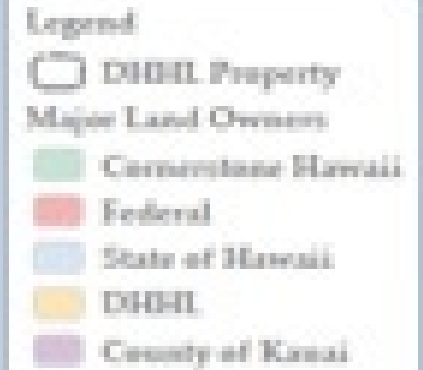 Legend
DHHL Property
Major Land Owners
Cornerstone Hawaii
Federal
State of Hawaii
DHHL
County of Kauai